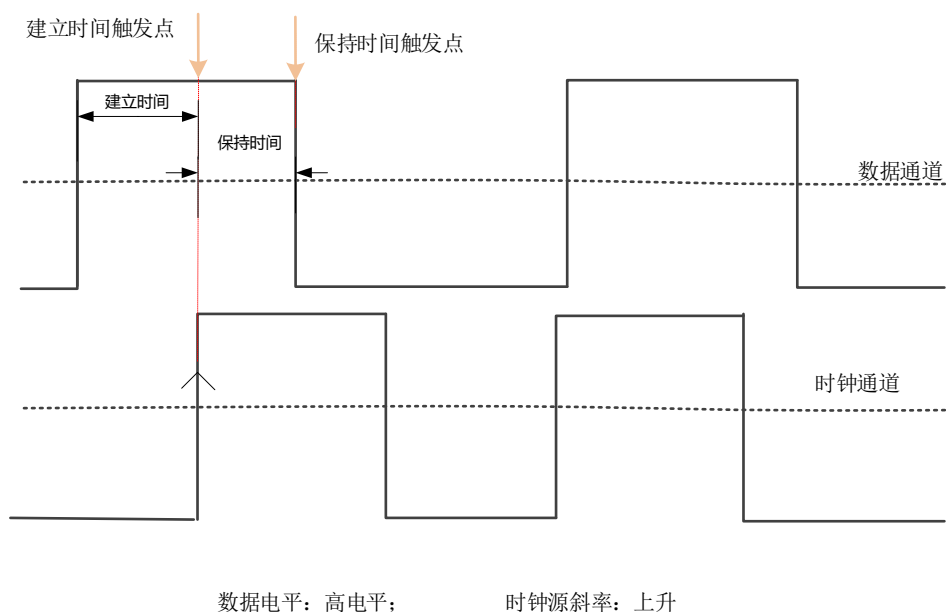 建立时间触发点
保持时间触发点
建立时间
保持时间
数据通道
时钟通道
数据电平：高电平； 时钟源斜率：上升